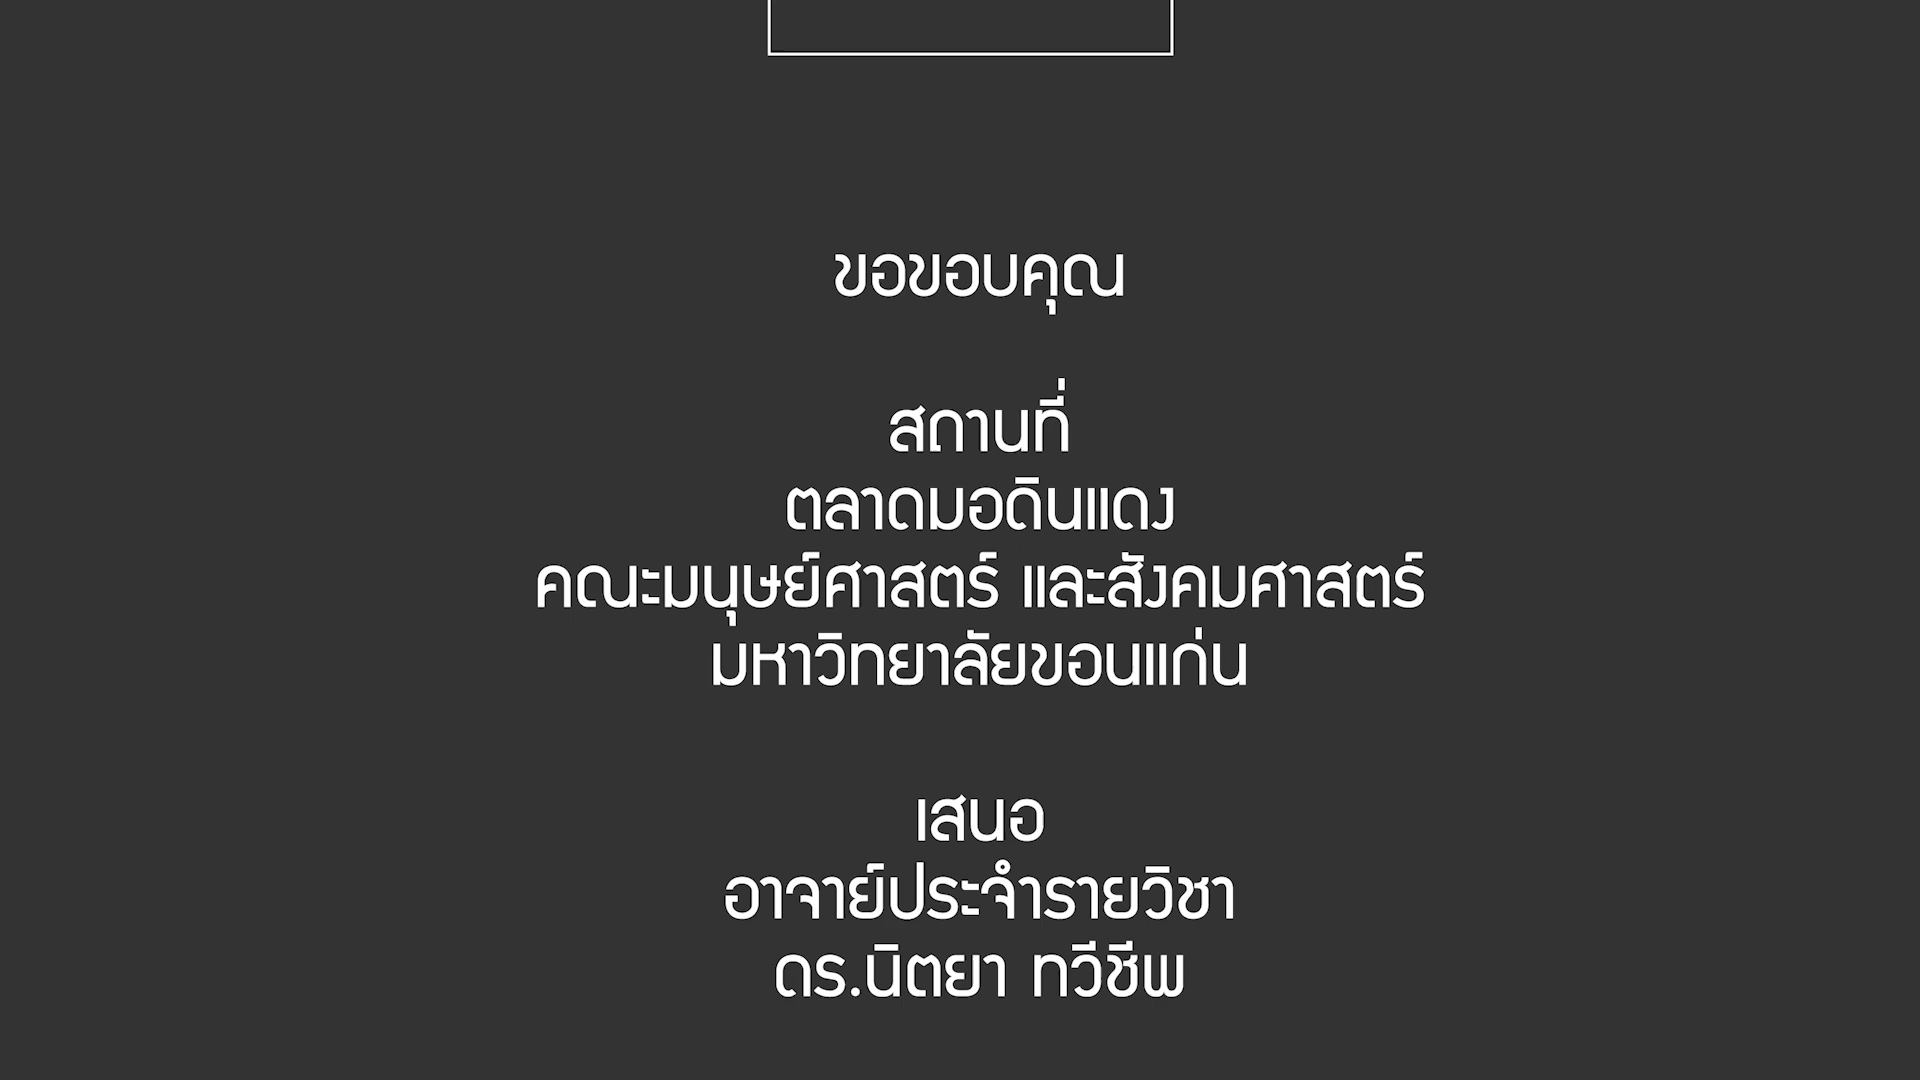 ขอขอบคุณ
สถานที่
ตลาดมอดินแดง
คณะมนุษย์ศาสตร์ และสังคมศาสตร์
มหาวิทยาลัยขอนแก่น
เสนอ
อาจาย์ประจำรายวิชา
ดร.นิตยา ทวีชีพ